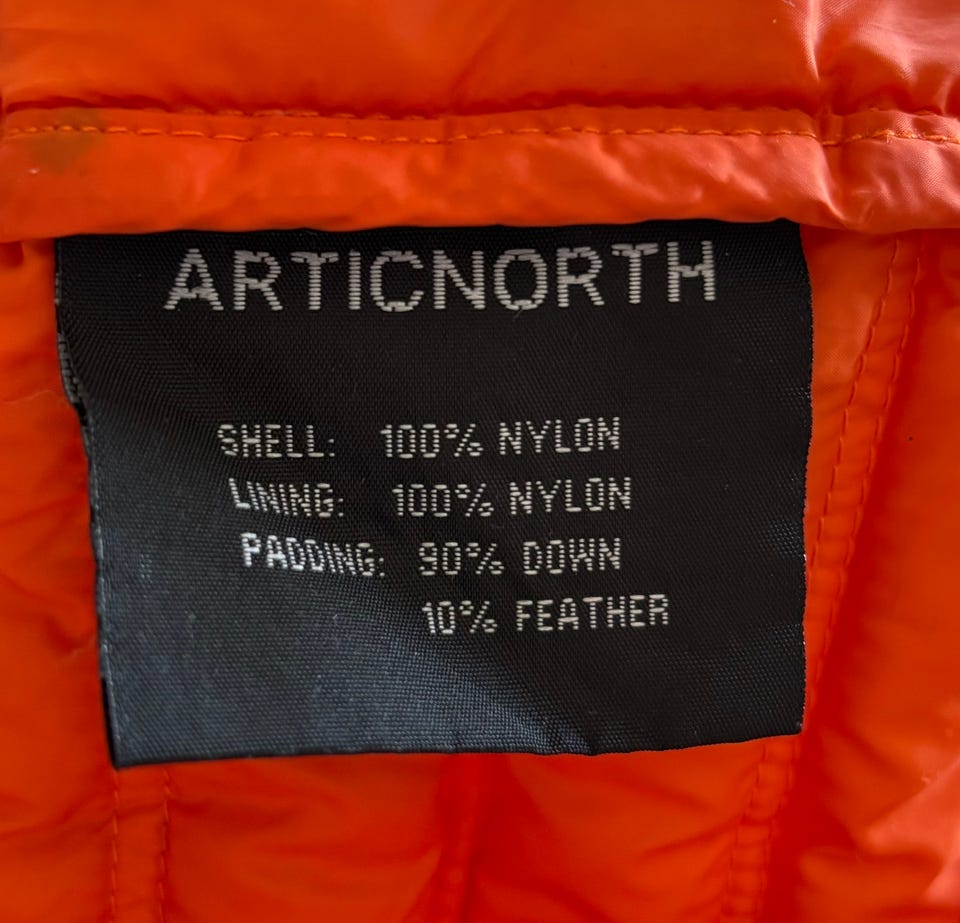 ARTICNORTH
SHELL: 100% NYLON
LINING: 100% NYLON
PADDING: 90% DOWN
10% FEATHER